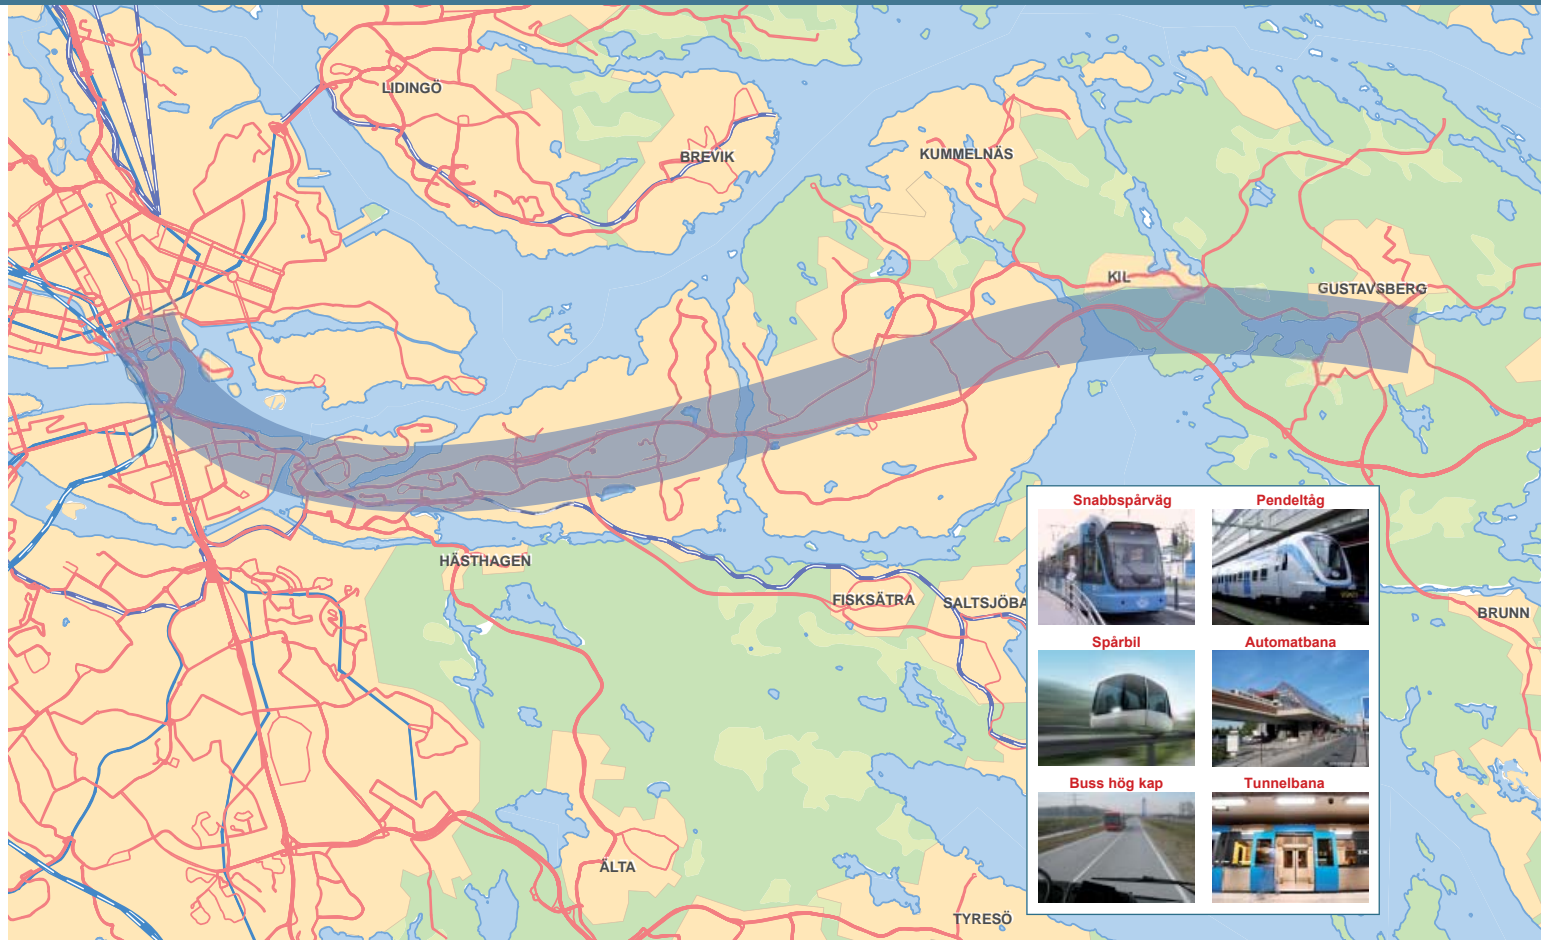 LIDINGÖ
BREVIK
KUMMELNÄS
KIL
GUSTAVSBERG
HÄSTHAGEN
FISKSÄTRA
SALTSJÖBA
BRUNN
ÄLTA
TYRESÖ
Snabbspårväg
Pendeltåg
Spårbil
Automatbana
Buss hög kap
Tunnelbana